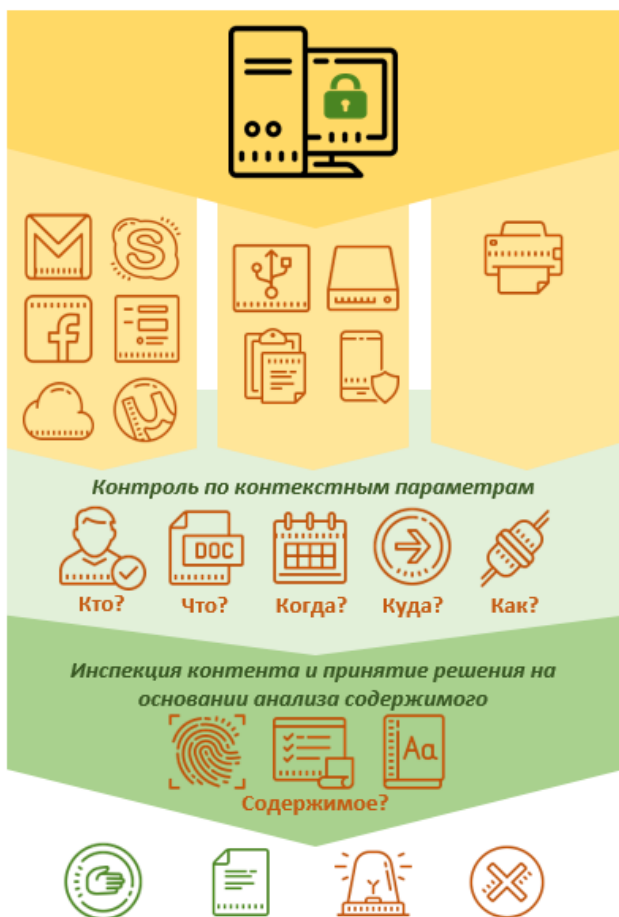 Контроль по контекстным параметрам
DOC
Кто?
Что?
Когда?
Куда?
Как?
Инспекция контента и принятие решения на
основании анализа содержимого
Aa
Содержимое?